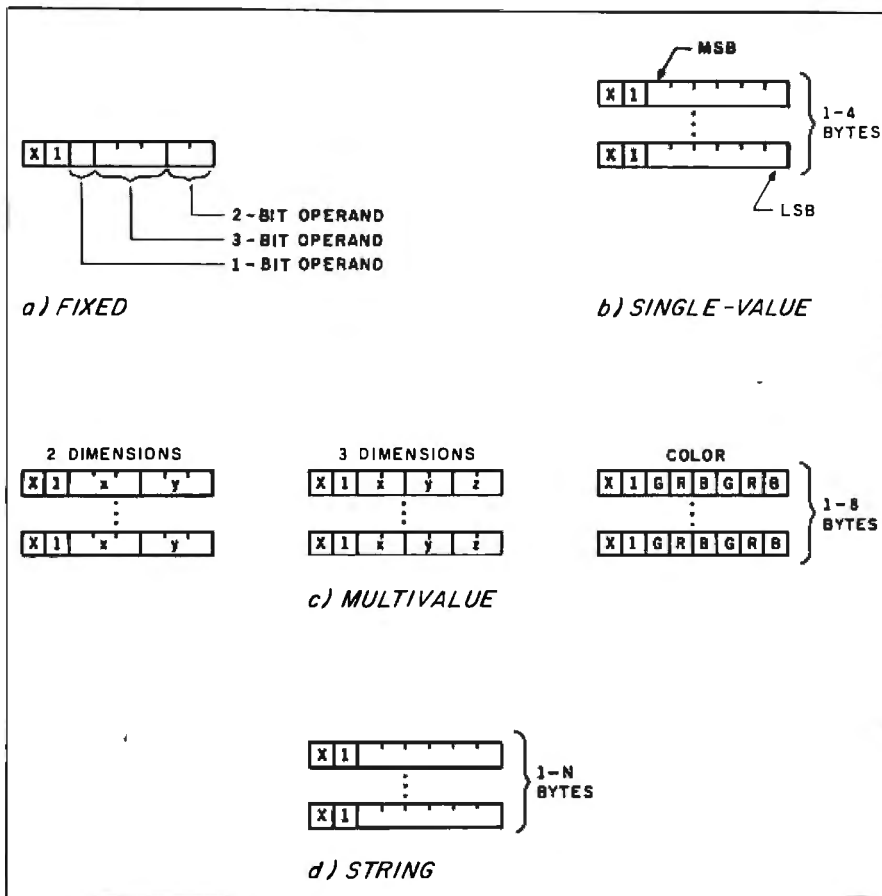 X 1
2-BIT OPERAND
3-BIT OPERAND
1-BIT OPERAND
a) FIXED
MSB
X 1
X 1
1-4
BYTES
LSB
b) SINGLE-VALUE
2 DIMENSIONS
X 1 x y
X 1 x y
3 DIMENSIONS
X 1 x y z
X 1 x y z
COLOR
X 1 G R B G R B
X 1 G R B G R B
1-8
BYTES
c) MULTIVALUE
X 1
X 1
1-N
BYTES
d) STRING